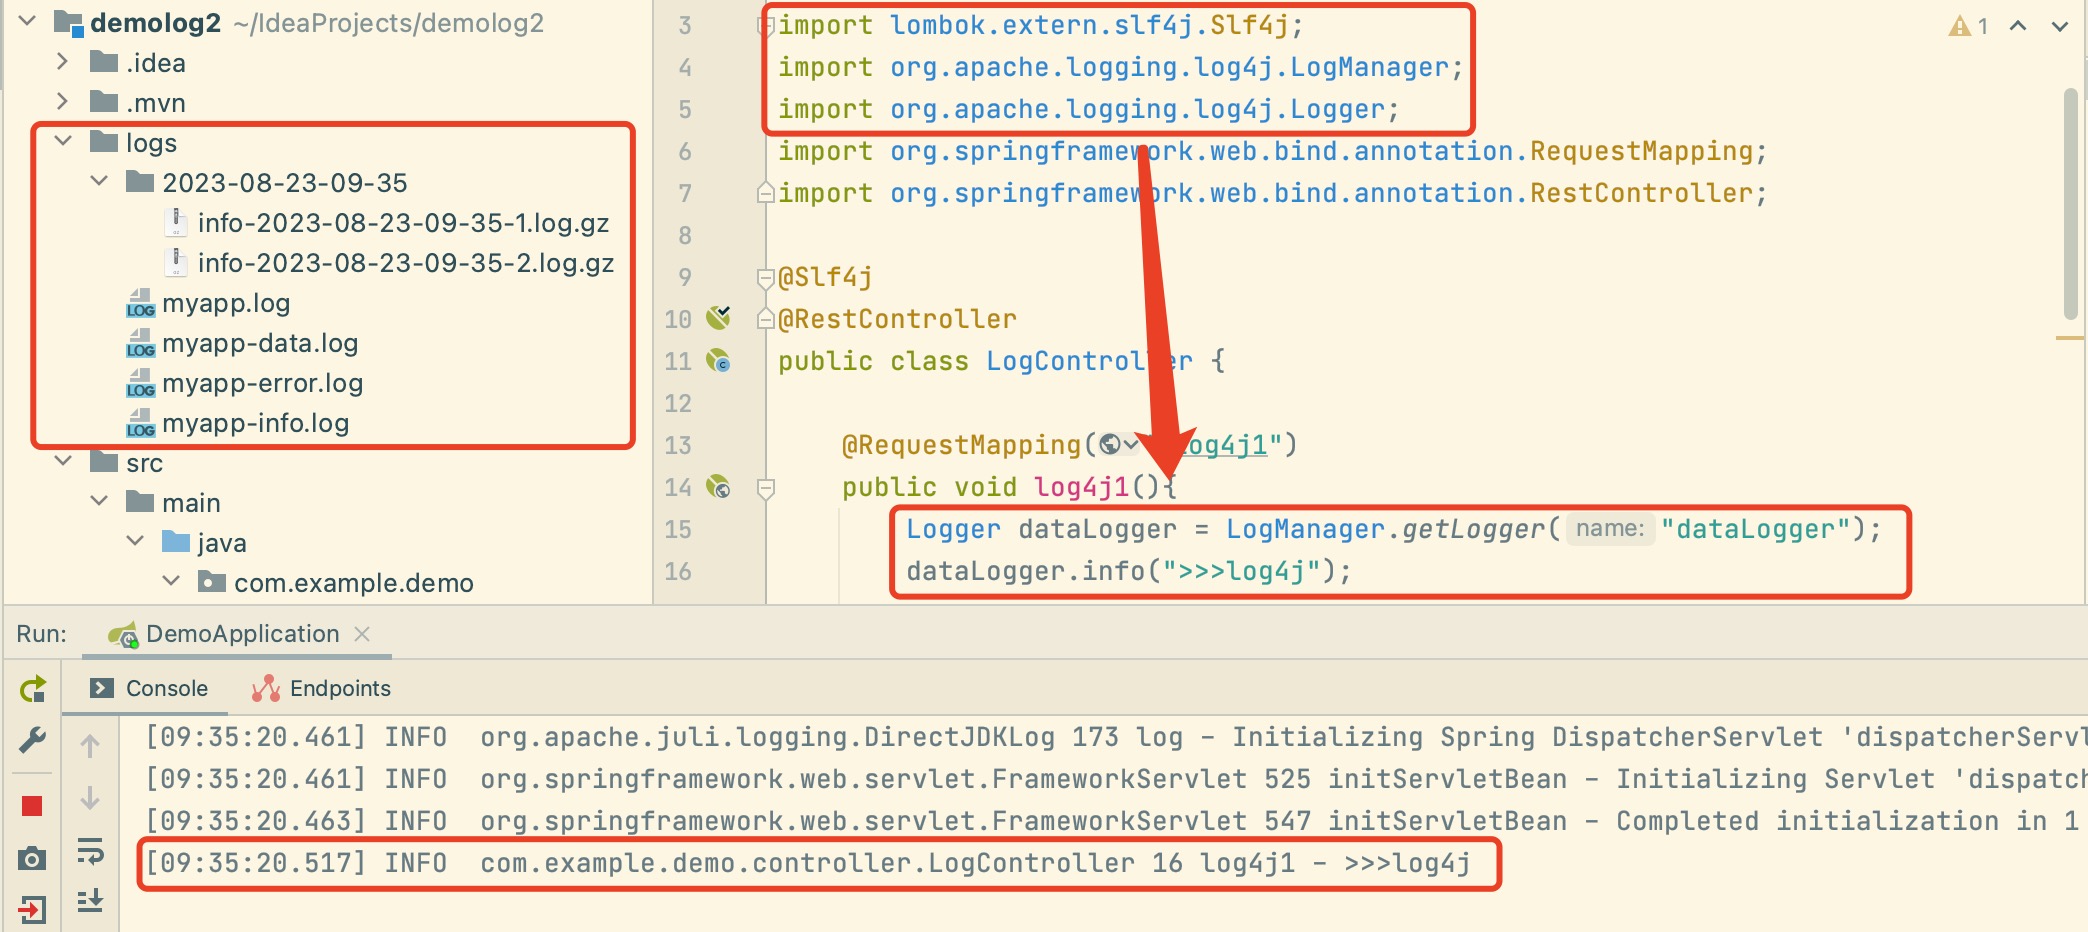 demolog2 ~/IdeaProjects/demolog2
.idea
.mvn
logs
2023-08-23-09-35
info-2023-08-23-09-35-1.log.gz
info-2023-08-23-09-35-2.log.gz
LOG myapp.log
LOG myapp-data.log
LOG myapp-error.log
LOG myapp-info.log
src
main
java
com.example.demo
1
3 import lombok.extern.slf4j.Slf4j;
4 import org.apache.logging.log4j.LogManager;
5 import org.apache.logging.log4j.Logger;
6 import org.springframework.web.bind.annotation.RequestMapping;
7 import org.springframework.web.bind.annotation.RestController;
8
9 @Slf4j
10 @RestController
11 public class LogController {
12
13 @RequestMapping( log4j1")
14 public void log4j1(){
15 Logger dataLogger = LogManager.getLogger( name: "dataLogger");
16 dataLogger.info(">>>log4j");
Run: DemoApplication
Console Endpoints
[09:35:20.461] INFO org.apache.juli.logging.DirectJDKLog 173 log - Initializing Spring DispatcherServlet 'dispatcherServl
[09:35:20.461] INFO org.springframework.web.servlet.FrameworkServlet 525 initServletBean - Initializing Servlet 'dispatch
[09:35:20.463] INFO org.springframework.web.servlet.FrameworkServlet 547 initServletBean - Completed initialization in 1
[09:35:20.517] INFO com.example.demo.controller.LogController 16 log4j1 - >>>log4j